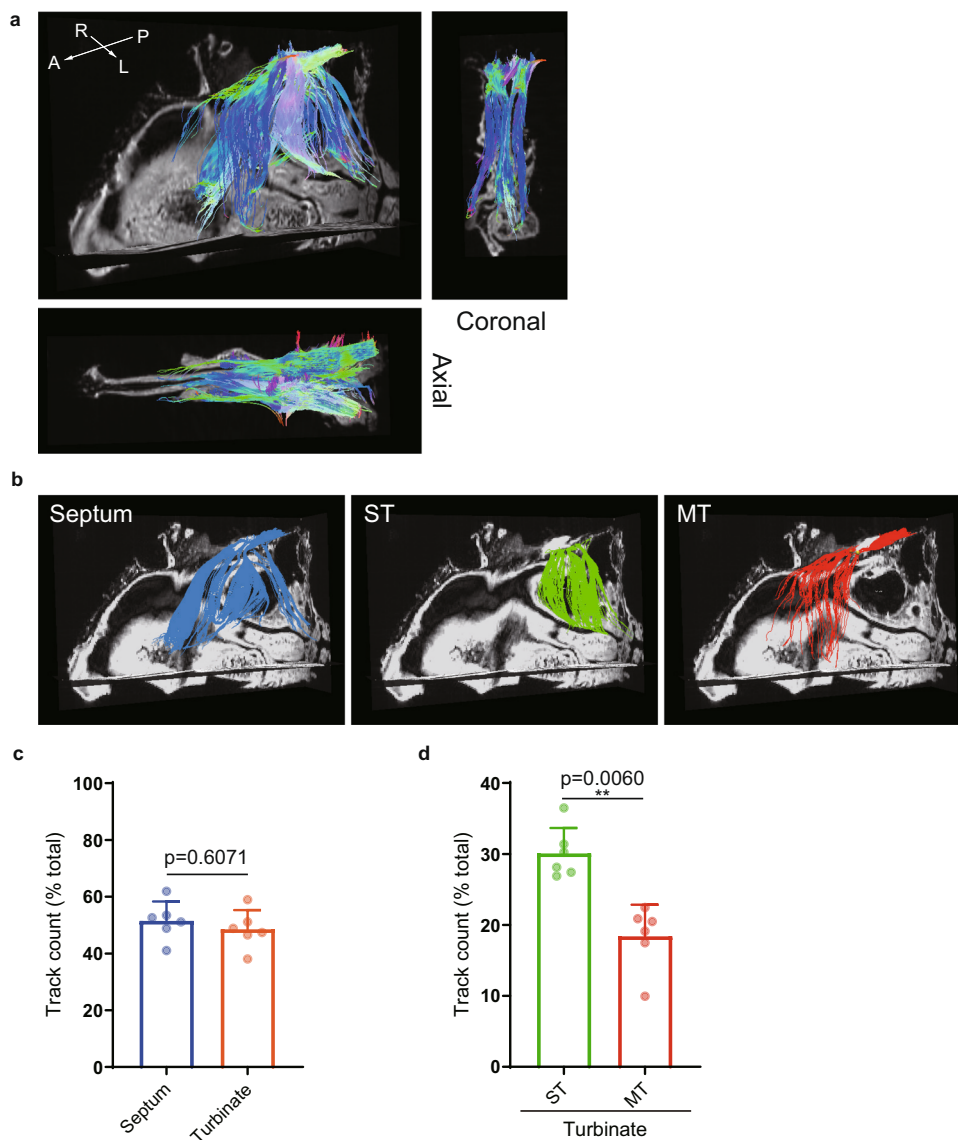 a
R
P
A
L
Coronal
Axial
b
Septum
ST
MT
c
d
100
80
60
40
20
0
Track count (% total)
p=0.6071
Septum
Turbinate
40
30
20
10
0
Track count (% total)
p=0.0060
**
ST
MT
Turbinate